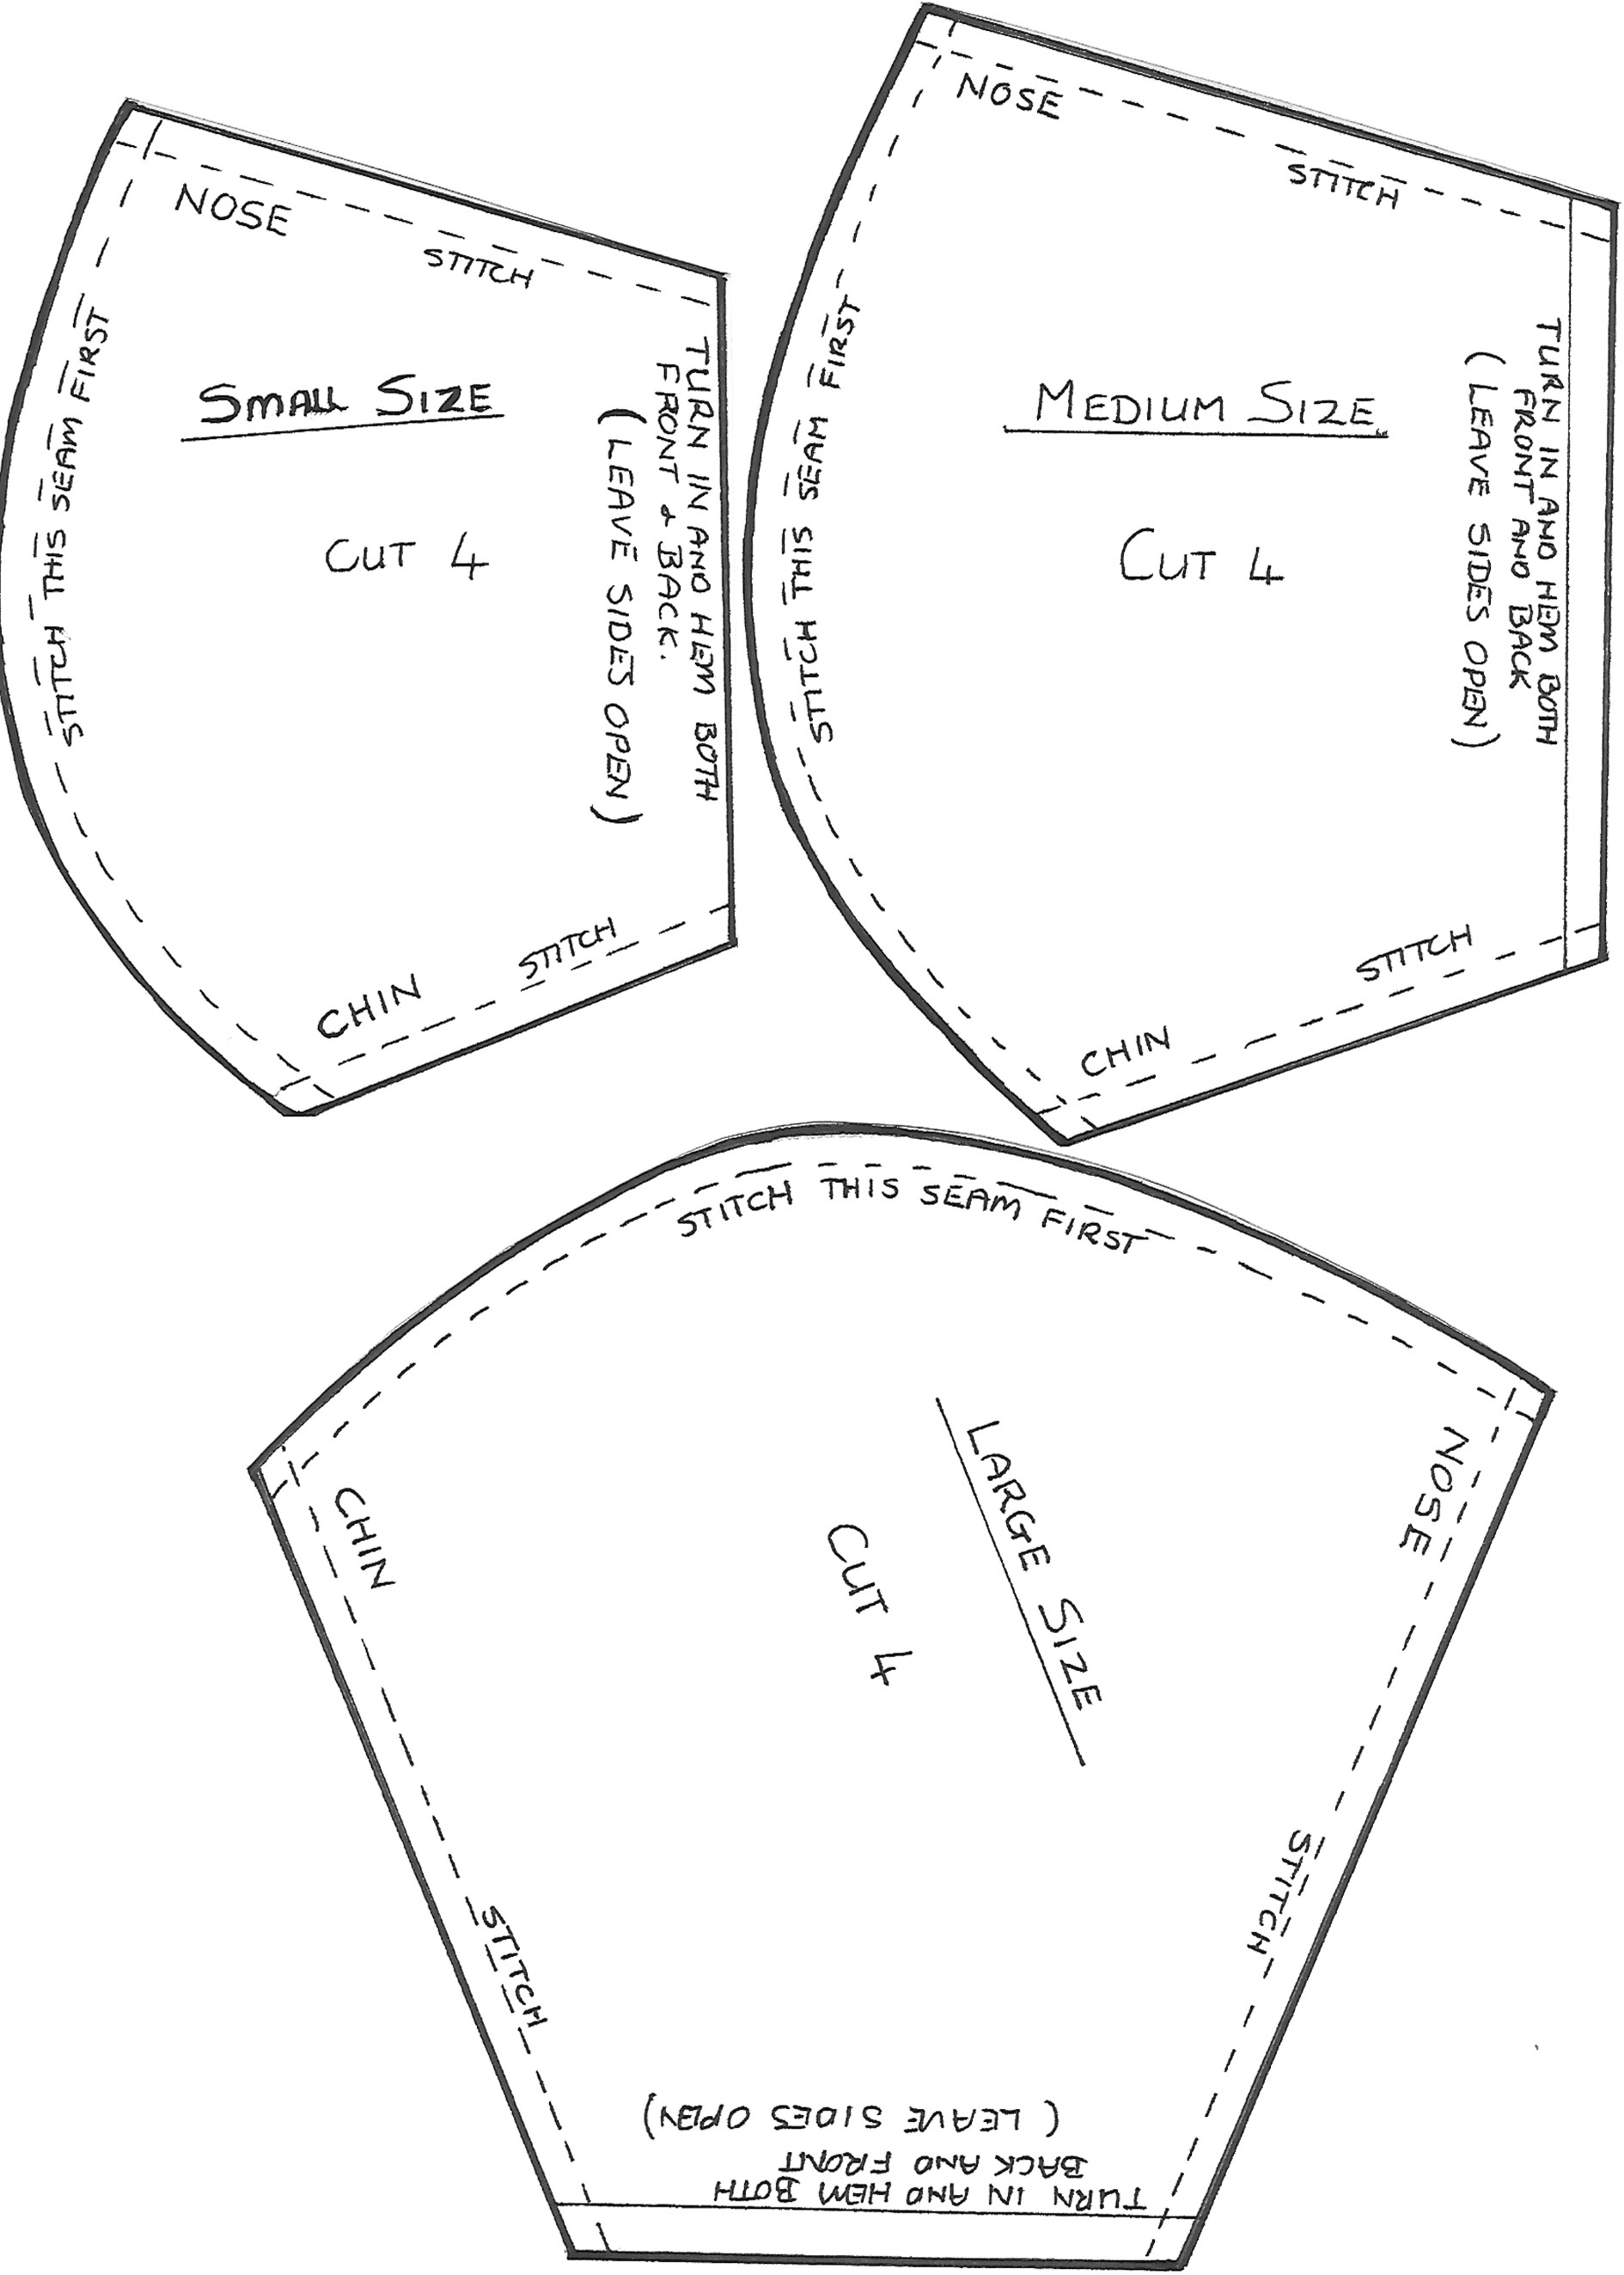 NOSE
STITCH
STITCH THIS SEAM FIRST
SMALL SIZE
CUT 4
TURN IN AND HEM BOTH
FRONT & BACK.
(LEAVE SIDES OPEN)
STITCH
CHIN
NOSE
STITCH
STITCH THIS SEAM FIRST
MEDIUM SIZE
CUT 4
TURN IN AND HEM BOTH
FRONT AND BACK
(LEAVE SIDES OPEN)
STITCH
CHIN
STITCH THIS SEAM FIRST
NOSE
CHIN
LARGE SIZE
CUT 4
STITCH
STITCH
TURN IN AND HEM BOTH
BACK AND FRONT
(LEAVE SIDES OPEN)